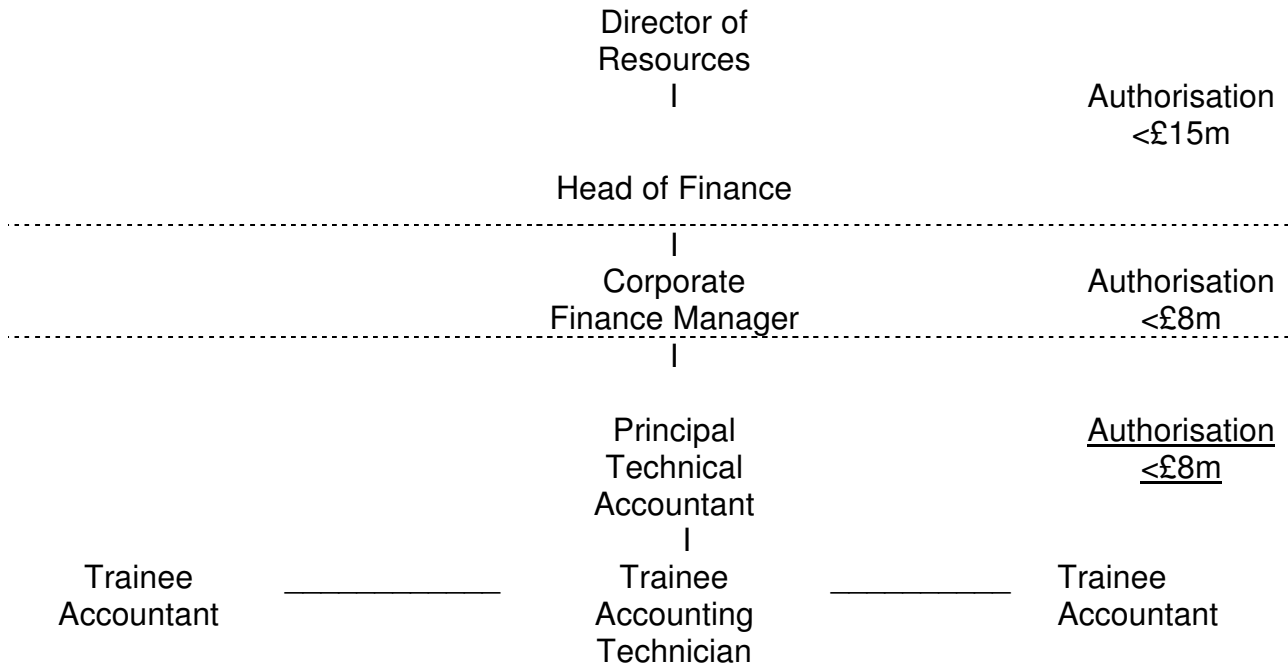 Director of
Resources
I
Authorisation
<£15m
Head of Finance
I
Corporate
Finance Manager
Authorisation
<£8m
I
Principal
Technical
Accountant
Authorisation
<£8m
I
Trainee
Accountant
Trainee
Accounting
Technician
Trainee
Accountant